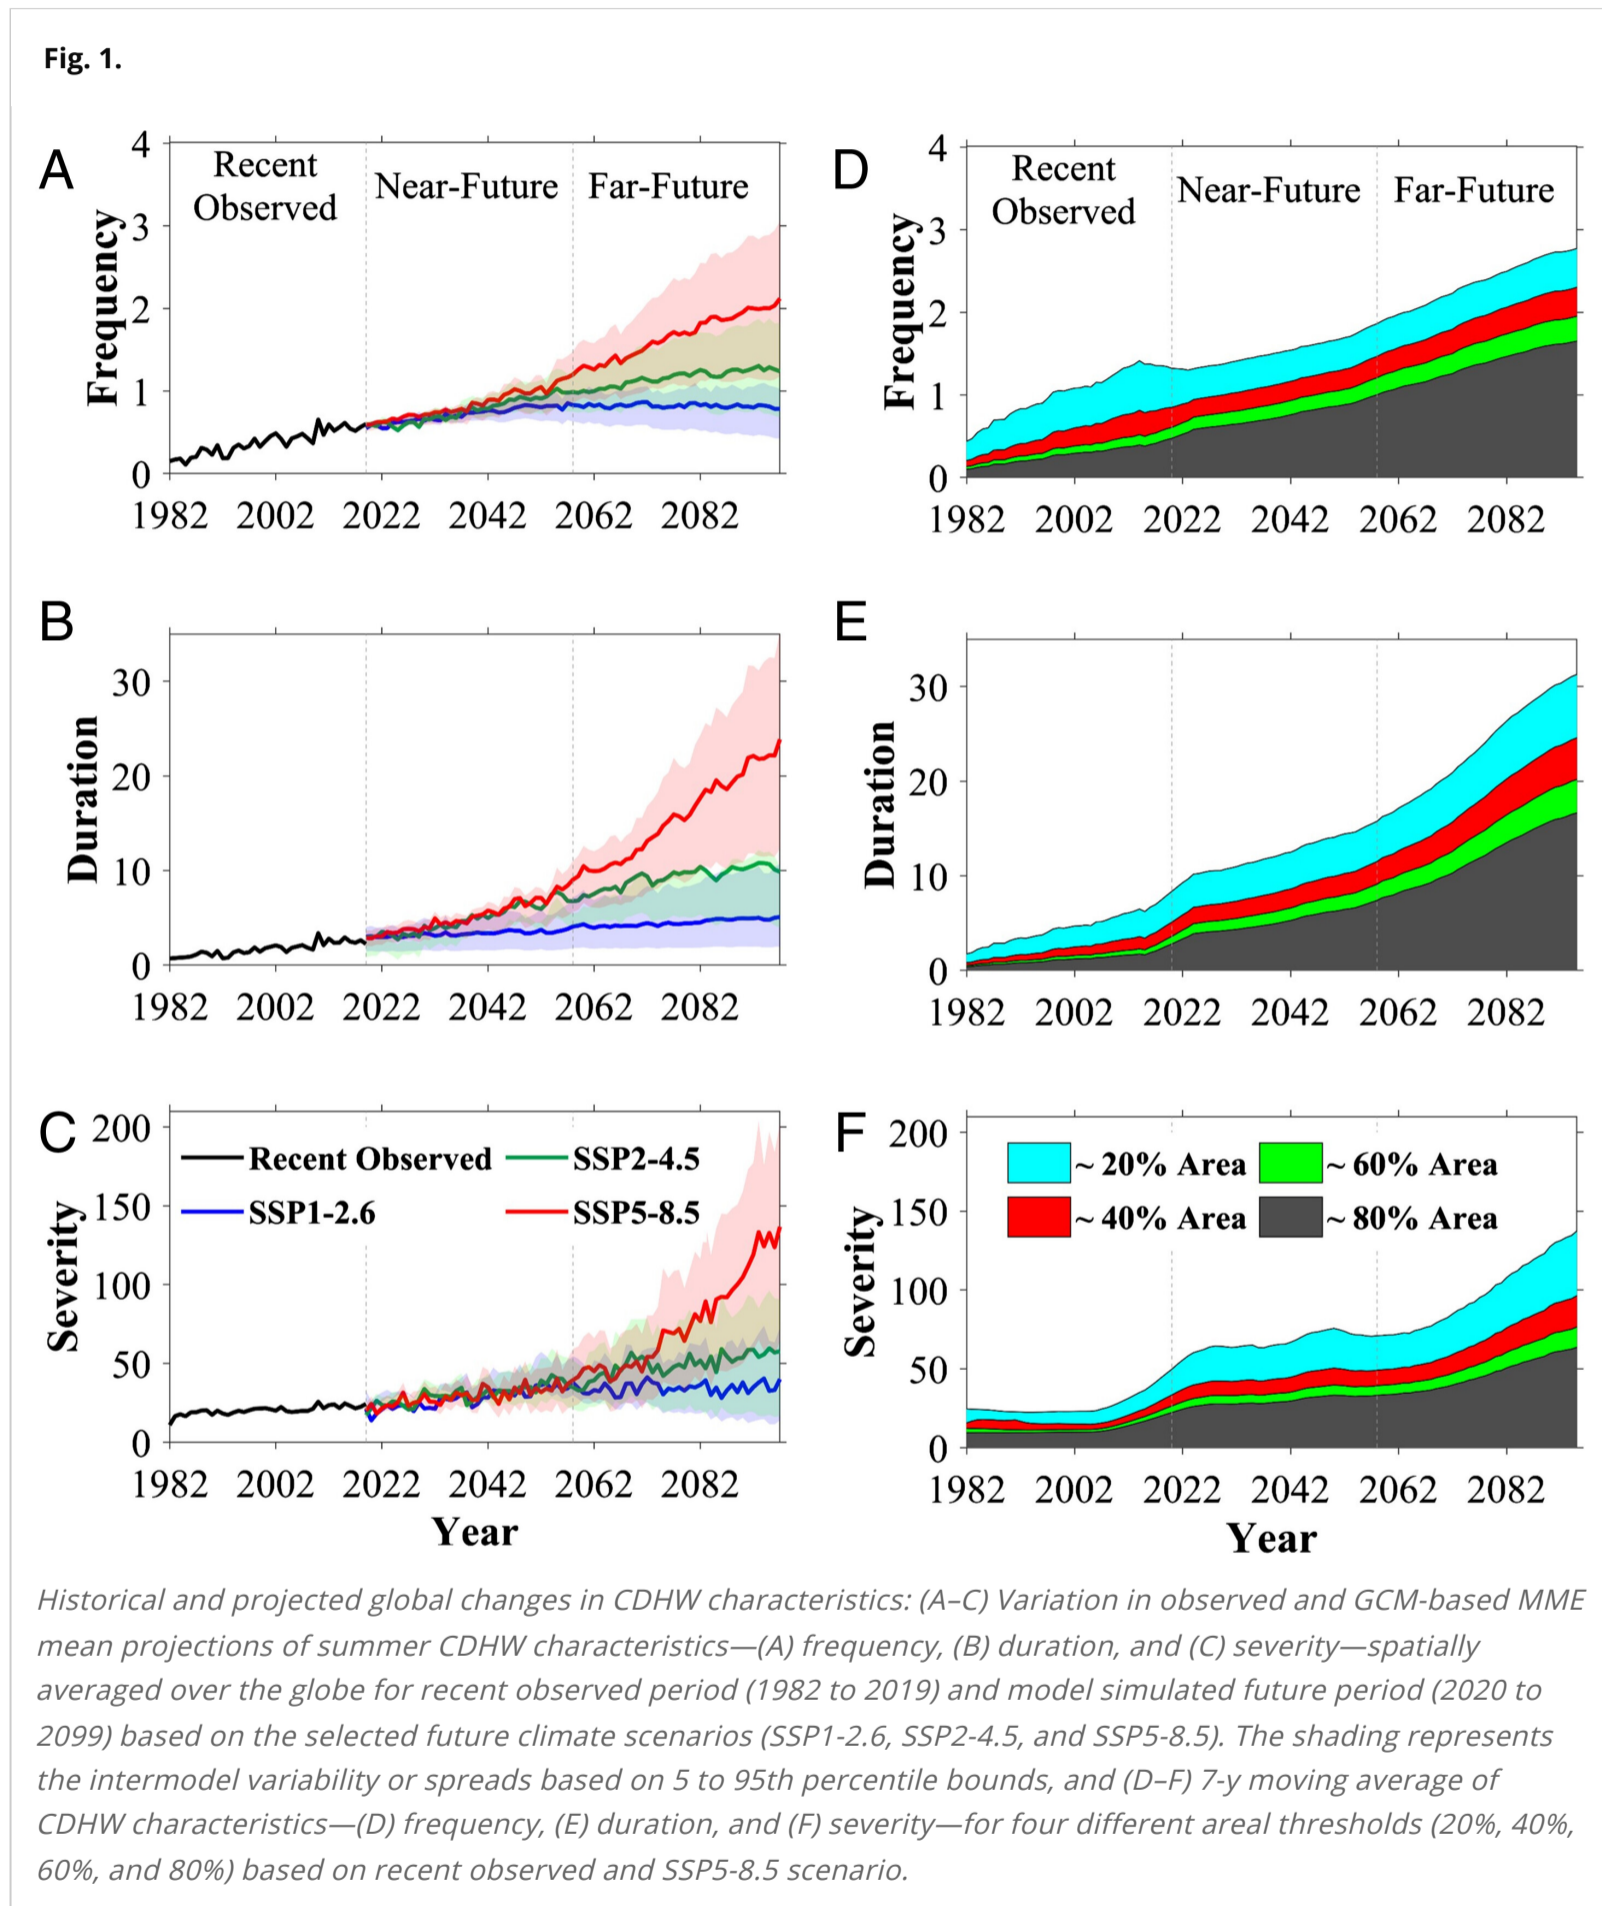 Fig. 1.
A
4
3
2
1
0
Frequency
Recent
Observed
Near-Future
Far-Future
1982 2002 2022 2042 2062 2082
D
4
3
2
1
0
Frequency
Recent
Observed
Near-Future
Far-Future
1982 2002 2022 2042 2062 2082
B
30
20
10
0
Duration
1982 2002 2022 2042 2062 2082
E
30
20
10
0
Duration
1982 2002 2022 2042 2062 2082
C
200
150
100
50
0
Severity
Recent Observed
SSP2-4.5
SSP1-2.6
SSP5-8.5
1982 2002 2022 2042 2062 2082
Year
F
200
150
100
50
0
Severity
~ 20% Area
~ 60% Area
~ 40% Area
~ 80% Area
1982 2002 2022 2042 2062 2082
Year
Historical and projected global changes in CDHW characteristics: (A–C) Variation in observed and GCM-based MME
mean projections of summer CDHW characteristics—(A) frequency, (B) duration, and (C) severity—spatially
averaged over the globe for recent observed period (1982 to 2019) and model simulated future period (2020 to
2099) based on the selected future climate scenarios (SSP1-2.6, SSP2-4.5, and SSP5-8.5). The shading represents
the intermodel variability or spreads based on 5 to 95th percentile bounds, and (D–F) 7-y moving average of
CDHW characteristics—(D) frequency, (E) duration, and (F) severity—for four different areal thresholds (20%, 40%,
60%, and 80%) based on recent observed and SSP5-8.5 scenario.